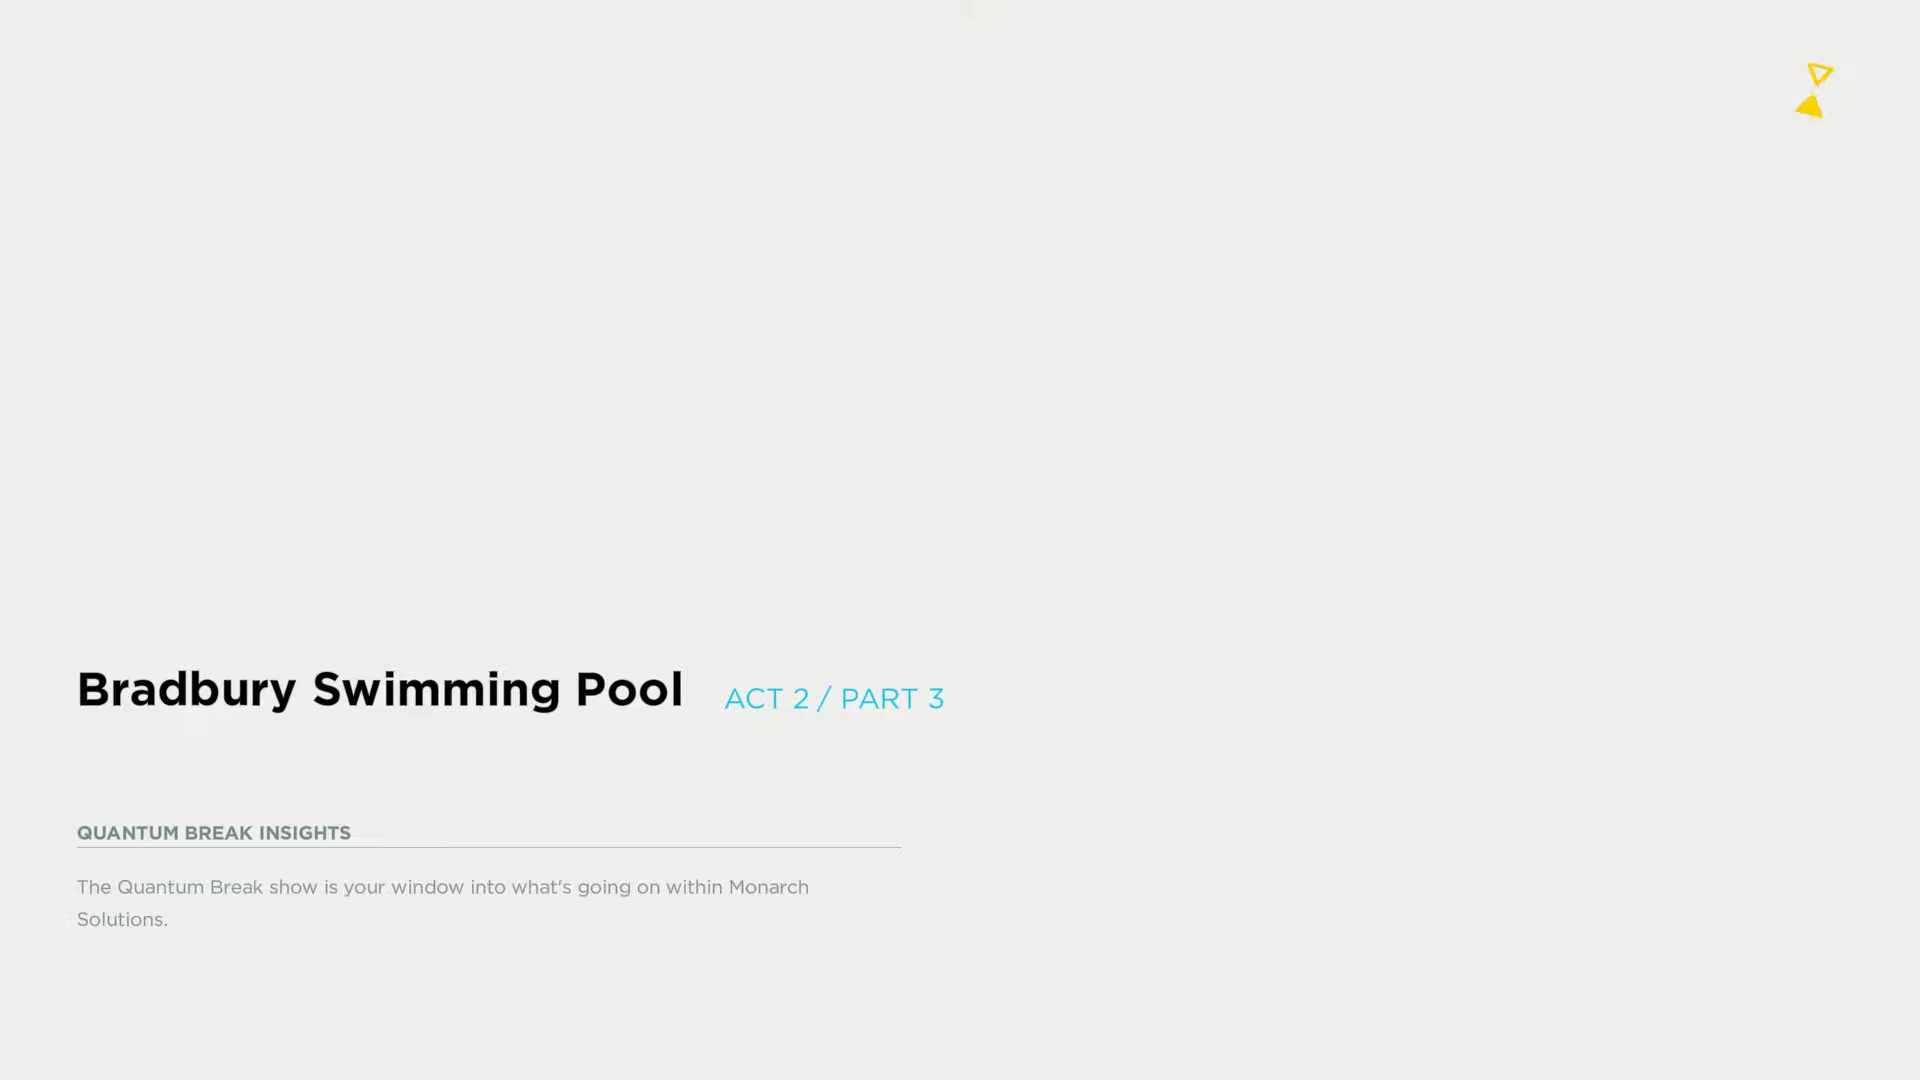 Bradbury Swimming Pool ACT 2 / PART 3
QUANTUM BREAK INSIGHTS
The Quantum Break show is your window into what's going on within Monarch
Solutions.